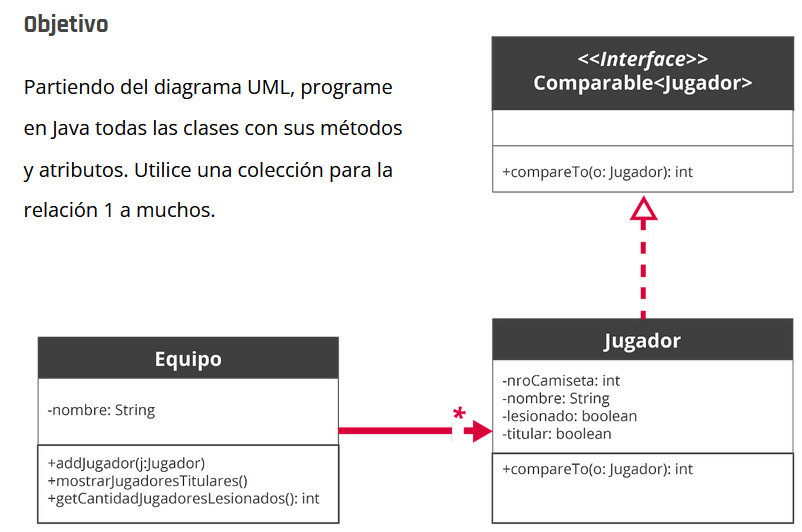 Objetivo
Partiendo del diagrama UML, programe
en Java todas las clases con sus métodos
y atributos. Utilice una colección para la
relación 1 a muchos.
<<Interface>>
Comparable<Jugador>
+compareTo(o: Jugador): int
Equipo
-nombre: String
+addJugador(j:Jugador)
+mostrarJugadoresTitulares()
+getCantidadJugadoresLesionados(): int
*
Jugador
-nroCamiseta: int
-nombre: String
-lesionado: boolean
-titular: boolean
+compareTo(o: Jugador): int